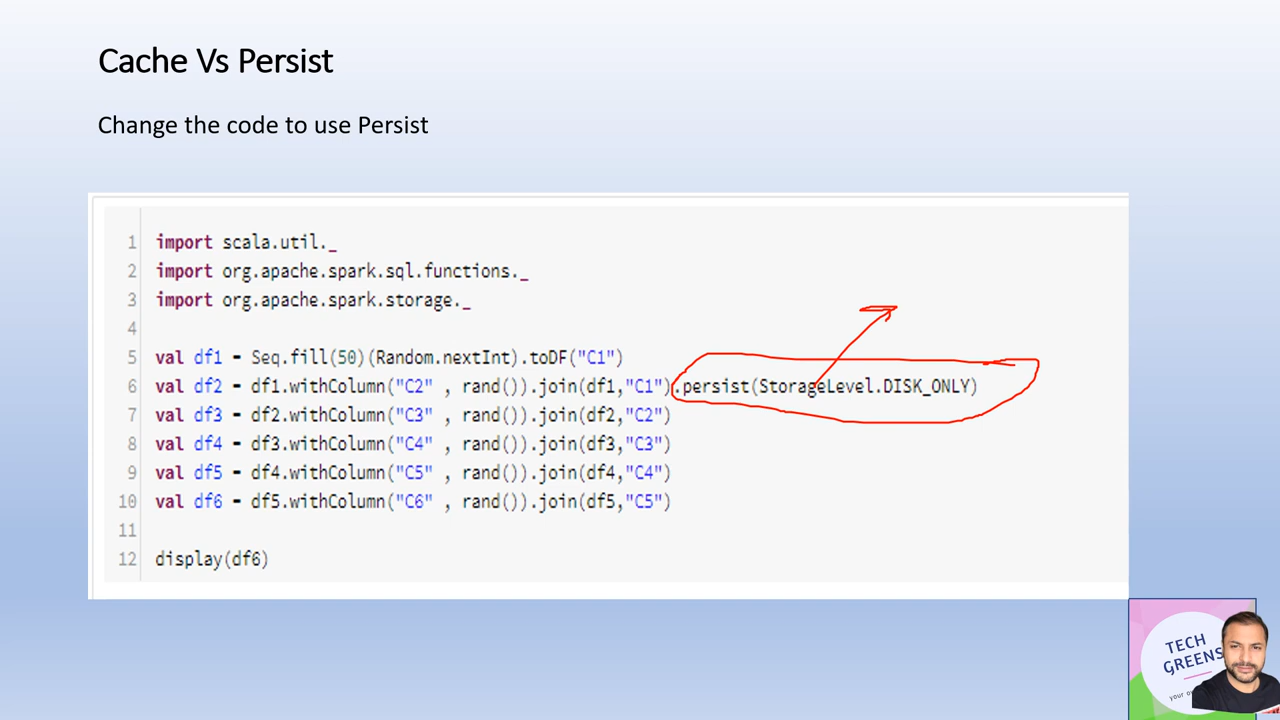 Cache Vs Persist
Change the code to use Persist
1 import scala.util._
2 import org.apache.spark.sql.functions._
3 import org.apache.spark.storage._
4
5 val df1 = Seq.fill(50)(Random.nextInt).toDF("C1")
6 val df2 = df1.withColumn("C2" , rand()).join(df1,"C1").persist(StorageLevel.DISK_ONLY)
7 val df3 = df2.withColumn("C3" , rand()).join(df2,"C2")
8 val df4 = df3.withColumn("C4" , rand()).join(df3,"C3")
9 val df5 = df4.withColumn("C5" , rand()).join(df4,"C4")
10 val df6 = df5.withColumn("C6" , rand()).join(df5,"C5")
11
12 display(df6)
TECH
GREENS
your